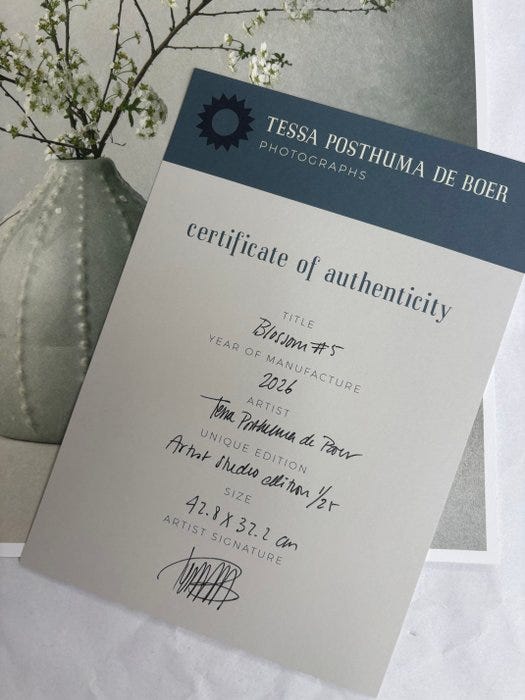 TESSA POSTHUMA DE BOER
PHOTOGRAPHS
certificate of authenticity
TITLE
Blossom #5
YEAR OF MANUFACTURE
2026
ARTIST
Tessa Posthuma de Boer
UNIQUE EDITION
Artist studio edition 1/25
SIZE
42.8 X 32.2 cm
ARTIST SIGNATURE